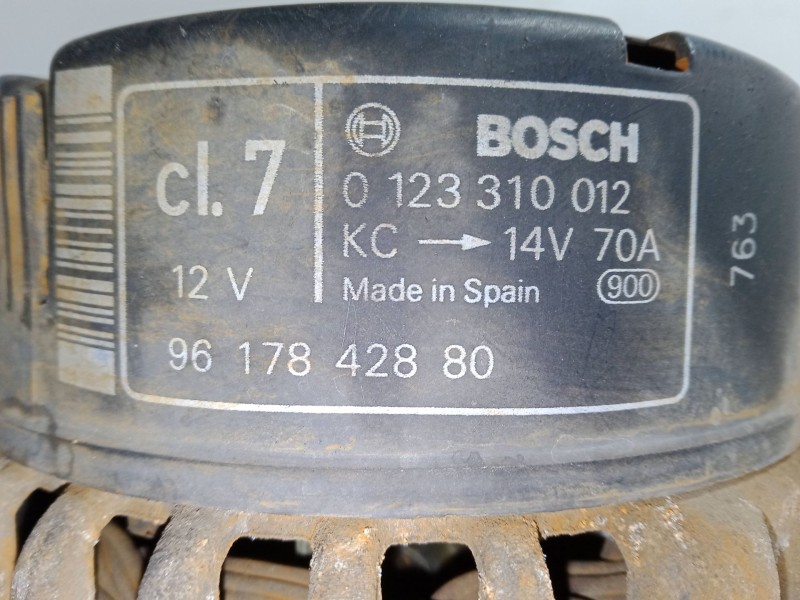 cl. 7
12 V
BOSCH
0 123 310 012
KC → 14V 70A
Made in Spain 900
96 178 428 80
763